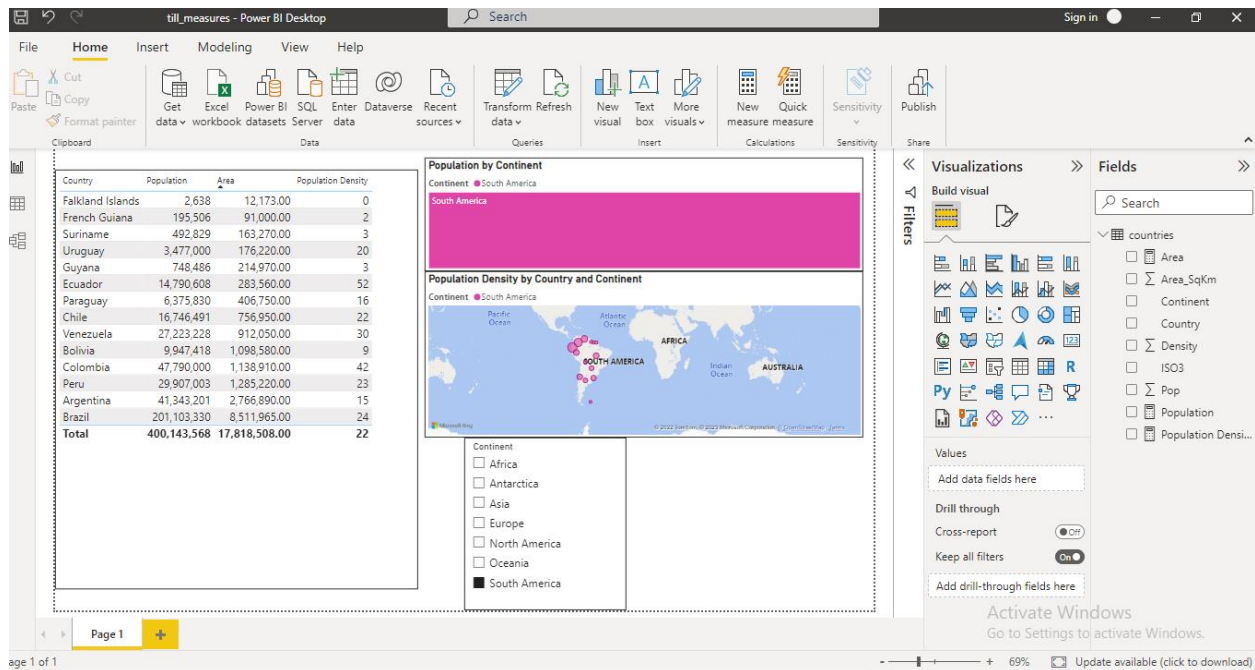 till_measures - Power BI Desktop
Search
Sign in
File Home Insert Modeling View Help
Paste
Cut
Copy
Format painter
Get data
Excel workbook
Power BI datasets
SQL Server
Enter data
Dataverse
Recent sources
Transform data
Refresh
New visual
Text box
More visuals
New measure
Quick measure
Sensitivity
Publish
Clipboard Data Queries Insert Calculations Sensitivity Share
Country Population Area Population Density
Falkland Islands 2,638 12,173.00 0
French Guiana 195,506 91,000.00 2
Suriname 492,829 163,270.00 3
Uruguay 3,477,000 176,220.00 20
Guyana 748,486 214,970.00 3
Ecuador 14,790,608 283,560.00 52
Paraguay 6,375,830 406,750.00 16
Chile 16,746,491 756,950.00 22
Venezuela 27,223,228 912,050.00 30
Bolivia 9,947,418 1,098,580.00 9
Colombia 47,790,000 1,138,910.00 42
Peru 29,907,003 1,285,220.00 23
Argentina 41,343,201 2,766,890.00 15
Brazil 201,103,330 8,511,965.00 24
Total 400,143,568 17,818,508.00 22
Population by Continent
Continent South America
South America
Population Density by Country and Continent
Continent South America
Pacific Ocean
Atlantic Ocean
AFRICA
SOUTH AMERICA
Indian Ocean
AUSTRALIA
Microsoft Bing
Continent
Africa
Antarctica
Asia
Europe
North America
Oceania
South America
Filters
Visualizations
Build visual
123
R
Py
Values
Add data fields here
Drill through
Cross-report
Off
Keep all filters
On
Add drill-through fields here
Fields
Search
countries
Area
Area_SqKm
Continent
Country
Density
ISO3
Pop
Population
Population Densi...
Activate Windows
Go to Settings to activate Windows.
Page 1
age 1 of 1
69%
Update available (click to download)